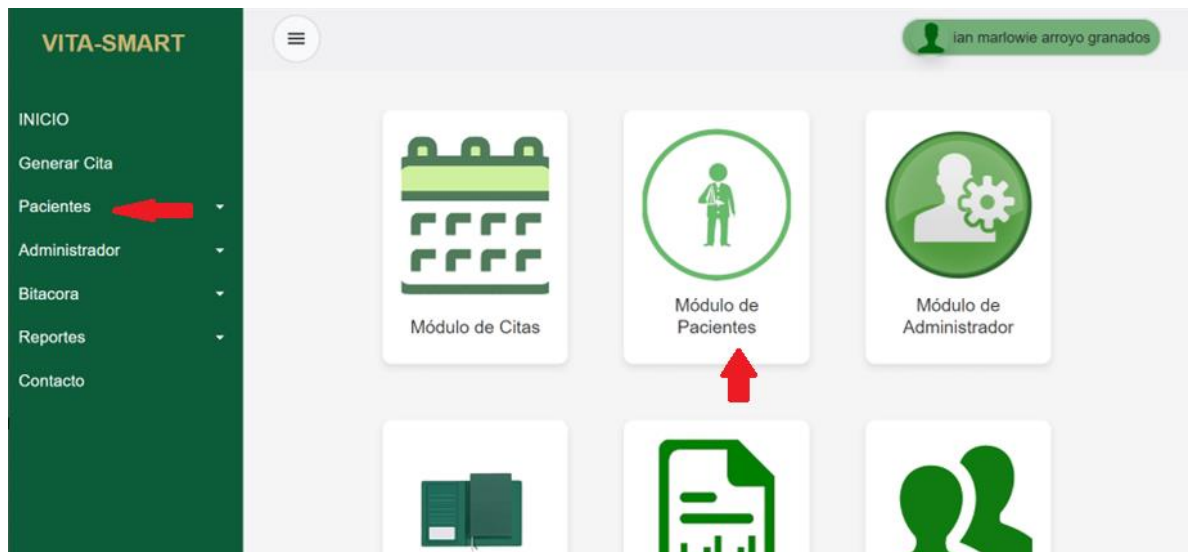 VITA-SMART
ian marlowie arroyo granados
INICIO
Generar Cita
Pacientes
Administrador
Bitacora
Reportes
Contacto
Módulo de Citas
Módulo de
Pacientes
Módulo de
Administrador